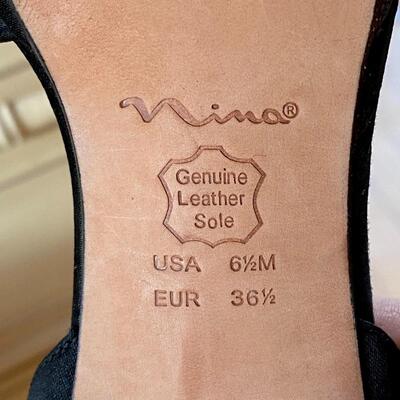 Nina®
Genuine
Leather
Sole
USA 6½M
EUR 36½